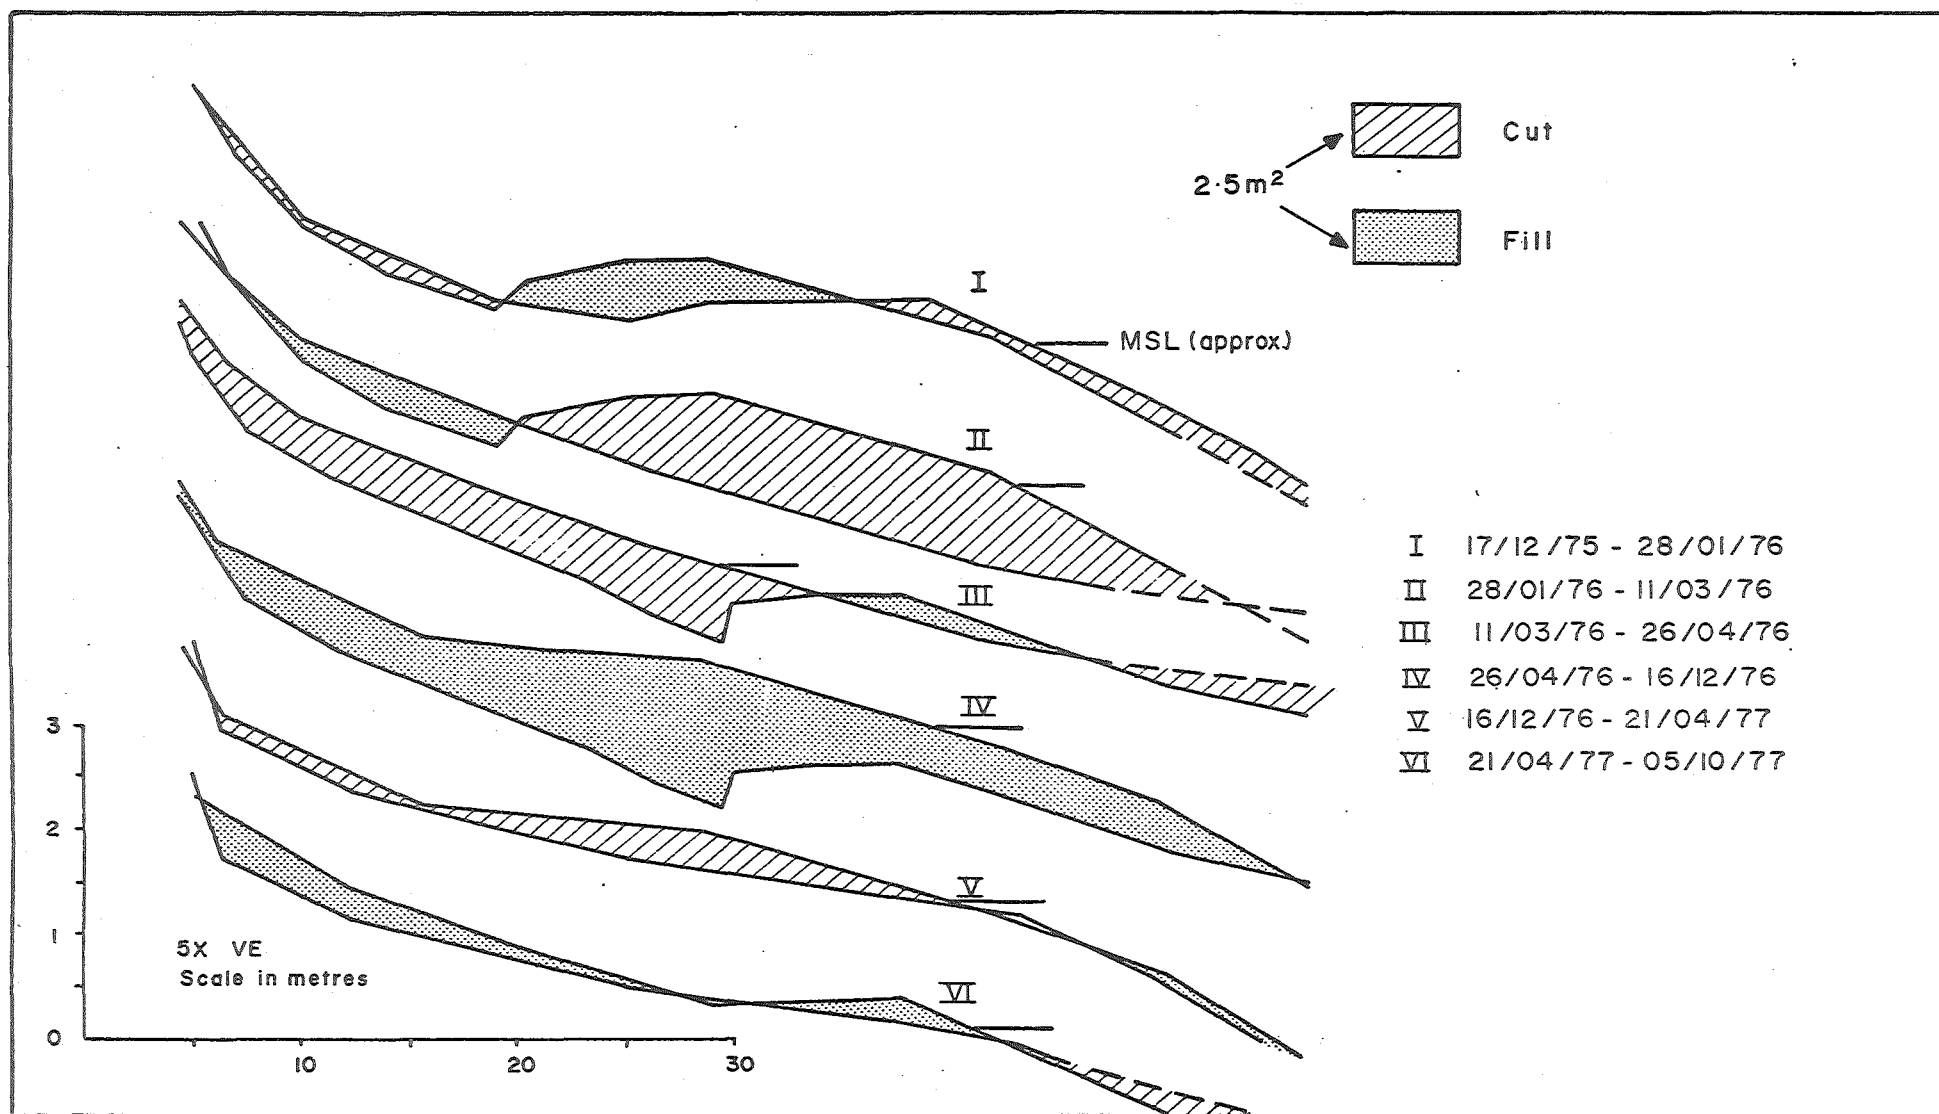 Cut
2·5m²
Fill
I
MSL (approx.)
II
III
IV
V
VI
I 17/12/75 - 28/01/76
II 28/01/76 - 11/03/76
III 11/03/76 - 26/04/76
IV 26/04/76 - 16/12/76
V 16/12/76 - 21/04/77
VI 21/04/77 - 05/10/77
3
2
1
0
5X VE
Scale in metres
10 20 30